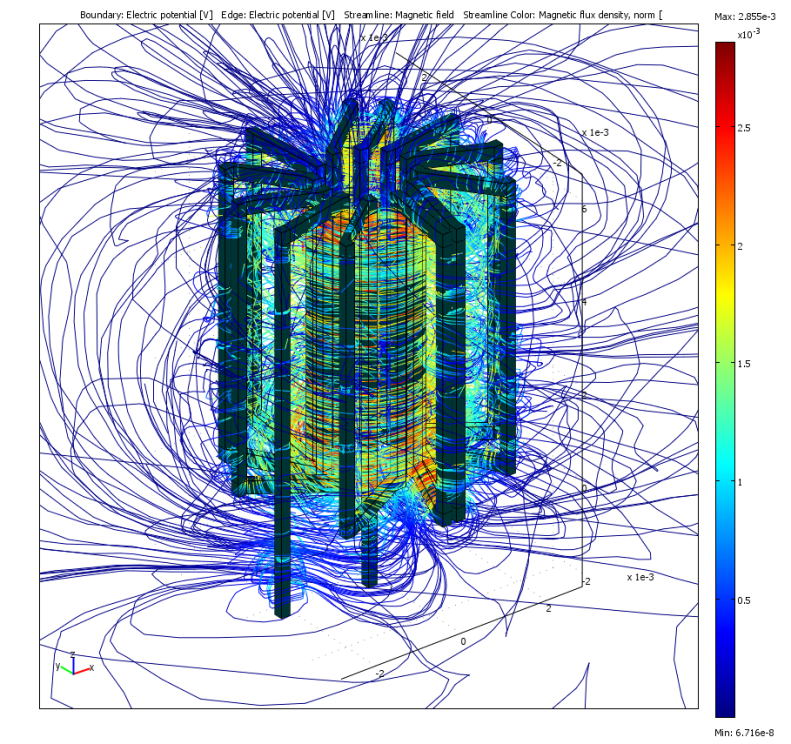 Boundary: Electric potential [V]   Edge: Electric potential [V]   Streamline: Magnetic field   Streamline Color: Magnetic flux density, norm [
Max: 2.855e-3
x10⁻³
x 1e-3
2
0
x 1e-3
-2
2.5
6
2
4
1.5
1
0
-2
x 1e-3
2
0
-2
0.5
z
y
x
Min: 6.716e-8